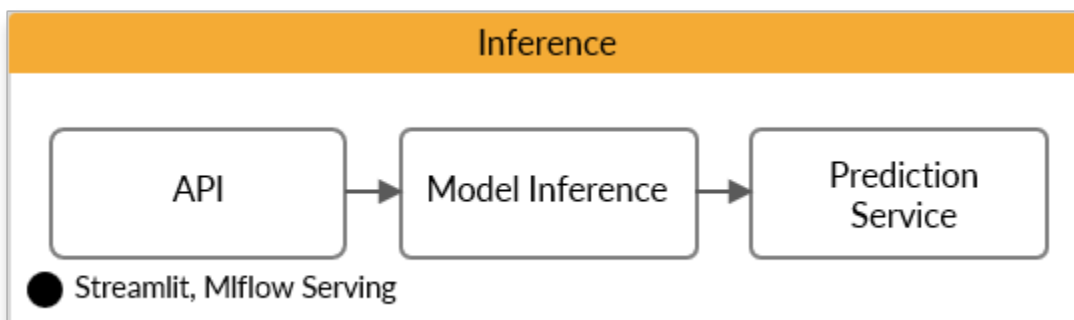 Inference
API
Model Inference
Prediction
Service
Streamlit, Mlflow Serving